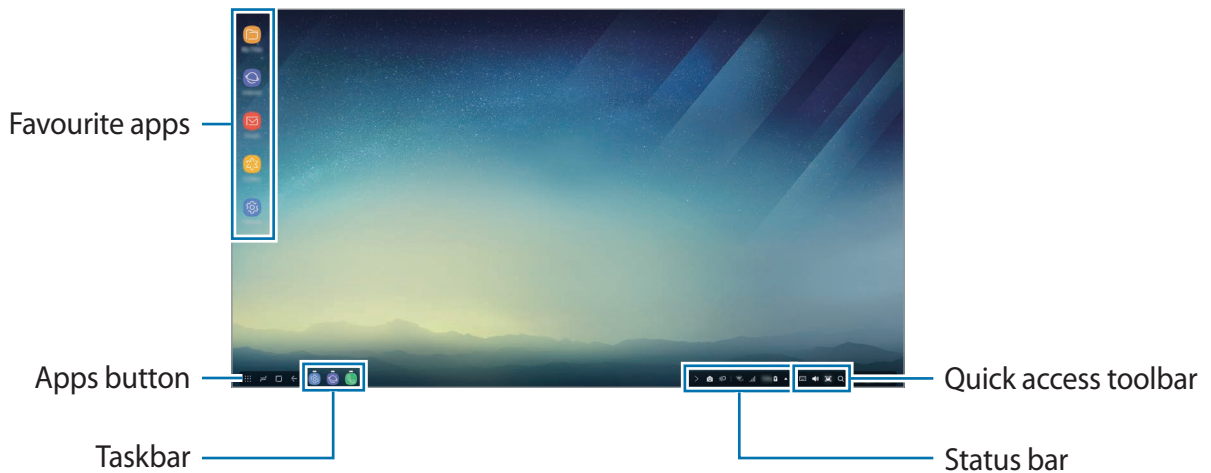 Favourite apps
Apps button
Quick access toolbar
Taskbar
Status bar